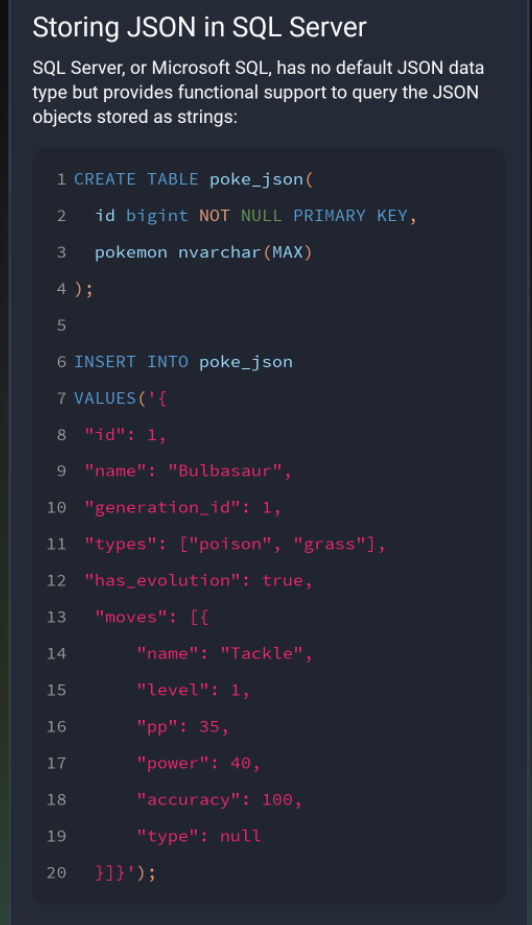 Storing JSON in SQL Server
SQL Server, or Microsoft SQL, has no default JSON data
type but provides functional support to query the JSON
objects stored as strings:
1 CREATE TABLE poke_json(
2   id bigint NOT NULL PRIMARY KEY,
3   pokemon nvarchar(MAX)
4 );
5
6 INSERT INTO poke_json
7 VALUES('{
8  "id": 1,
9  "name": "Bulbasaur",
10  "generation_id": 1,
11  "types": ["poison", "grass"],
12  "has_evolution": true,
13   "moves": [{
14       "name": "Tackle",
15       "level": 1,
16       "pp": 35,
17       "power": 40,
18       "accuracy": 100,
19       "type": null
20   }]}');